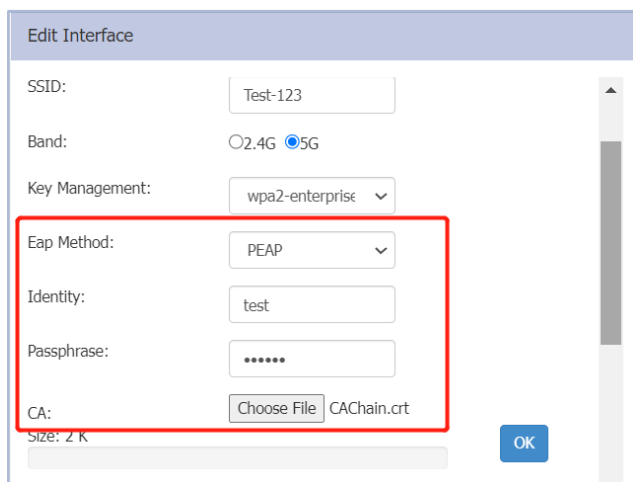 Edit Interface
SSID: Test-123
Band: 2.4G 5G
Key Management: wpa2-enterprise
Eap Method: PEAP
Identity: test
Passphrase: ••••••
CA: Choose File CAChain.crt
Size: 2 K
OK